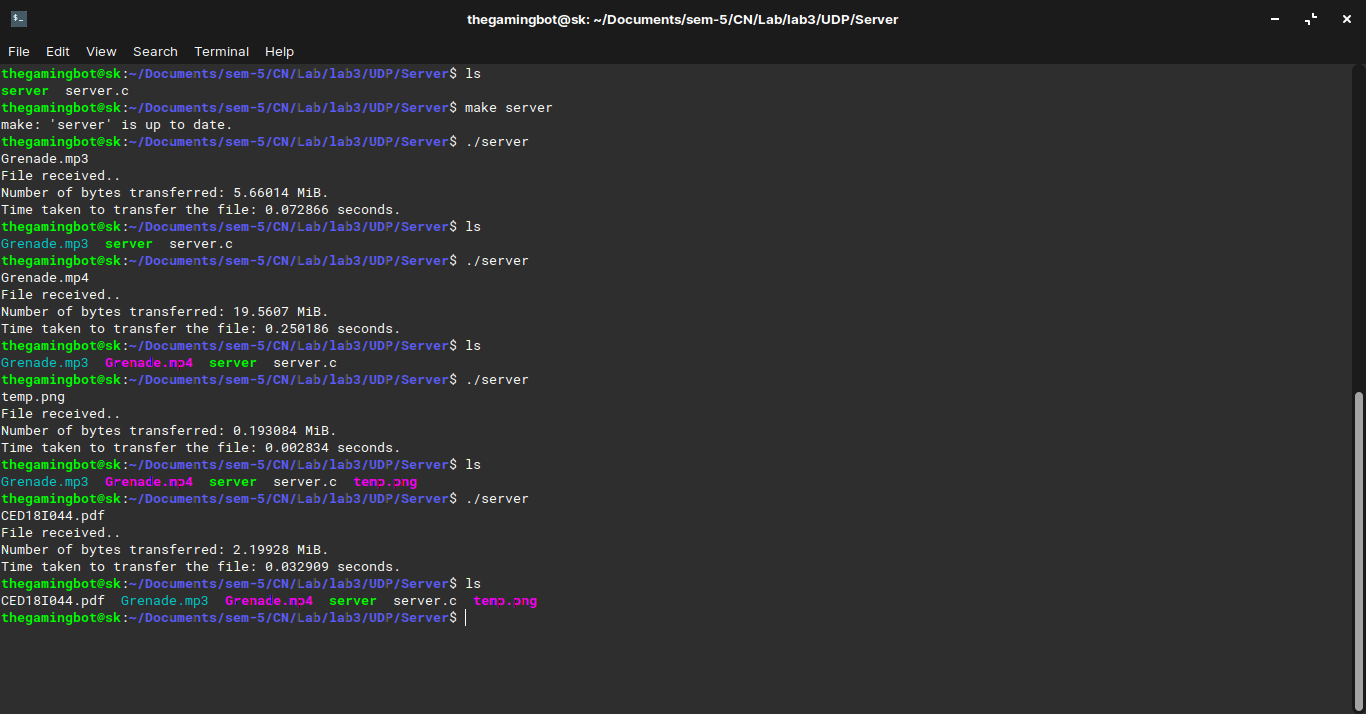 $_
thegamingbot@sk: ~/Documents/sem-5/CN/Lab/lab3/UDP/Server
File Edit View Search Terminal Help
thegamingbot@sk:~/Documents/sem-5/CN/Lab/lab3/UDP/Server$ ls
server  server.c
thegamingbot@sk:~/Documents/sem-5/CN/Lab/lab3/UDP/Server$ make server
make: 'server' is up to date.
thegamingbot@sk:~/Documents/sem-5/CN/Lab/lab3/UDP/Server$ ./server
Grenade.mp3
File received..
Number of bytes transferred: 5.66014 MiB.
Time taken to transfer the file: 0.072866 seconds.
thegamingbot@sk:~/Documents/sem-5/CN/Lab/lab3/UDP/Server$ ls
Grenade.mp3  server  server.c
thegamingbot@sk:~/Documents/sem-5/CN/Lab/lab3/UDP/Server$ ./server
Grenade.mp4
File received..
Number of bytes transferred: 19.5607 MiB.
Time taken to transfer the file: 0.250186 seconds.
thegamingbot@sk:~/Documents/sem-5/CN/Lab/lab3/UDP/Server$ ls
Grenade.mp3  Grenade.mp4  server  server.c
thegamingbot@sk:~/Documents/sem-5/CN/Lab/lab3/UDP/Server$ ./server
temp.png
File received..
Number of bytes transferred: 0.193084 MiB.
Time taken to transfer the file: 0.002834 seconds.
thegamingbot@sk:~/Documents/sem-5/CN/Lab/lab3/UDP/Server$ ls
Grenade.mp3  Grenade.mp4  server  server.c  temp.png
thegamingbot@sk:~/Documents/sem-5/CN/Lab/lab3/UDP/Server$ ./server
CED18I044.pdf
File received..
Number of bytes transferred: 2.19928 MiB.
Time taken to transfer the file: 0.032909 seconds.
thegamingbot@sk:~/Documents/sem-5/CN/Lab/lab3/UDP/Server$ ls
CED18I044.pdf  Grenade.mp3  Grenade.mp4  server  server.c  temp.png
thegamingbot@sk:~/Documents/sem-5/CN/Lab/lab3/UDP/Server$